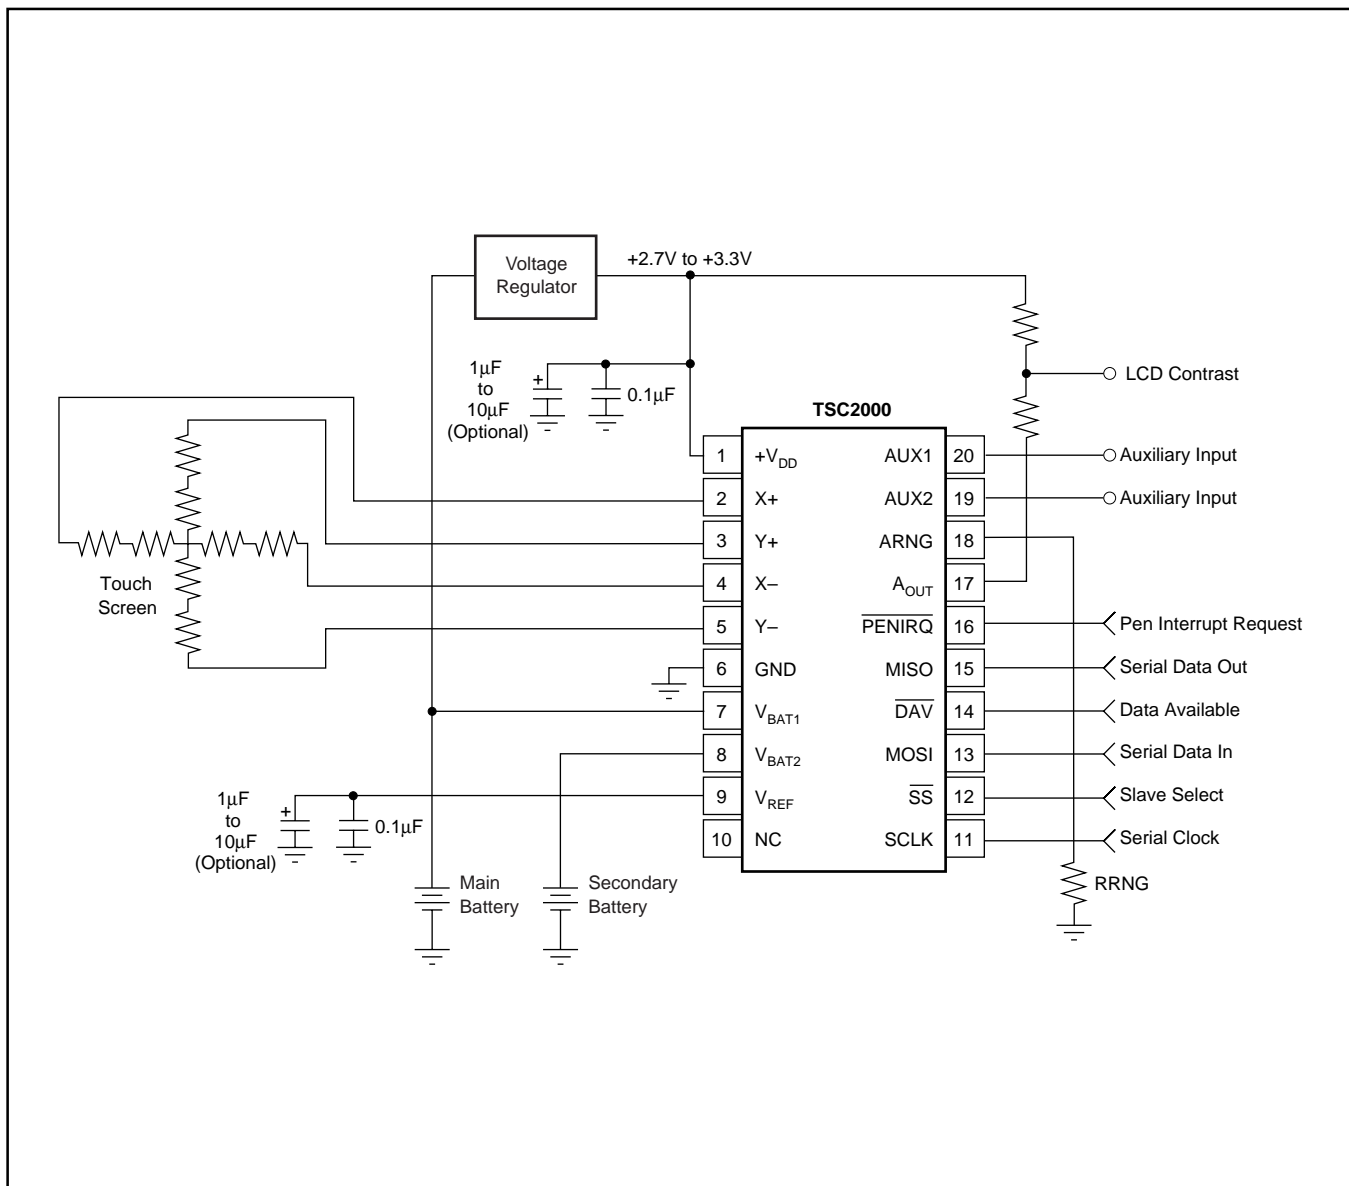 Voltage
Regulator
+2.7V to +3.3V
1μF
to
10μF
(Optional)
0.1μF
LCD Contrast
TSC2000
1 +VDD AUX1 20 Auxiliary Input
2 X+ AUX2 19 Auxiliary Input
3 Y+ ARNG 18
4 X– AOUT 17
5 Y– PENIRQ 16 Pen Interrupt Request
6 GND MISO 15 Serial Data Out
7 VBAT1 DAV 14 Data Available
8 VBAT2 MOSI 13 Serial Data In
9 VREF SS 12 Slave Select
10 NC SCLK 11 Serial Clock
Touch
Screen
1μF
to
10μF
(Optional)
0.1μF
Main
Battery
Secondary
Battery
RRNG
+
+